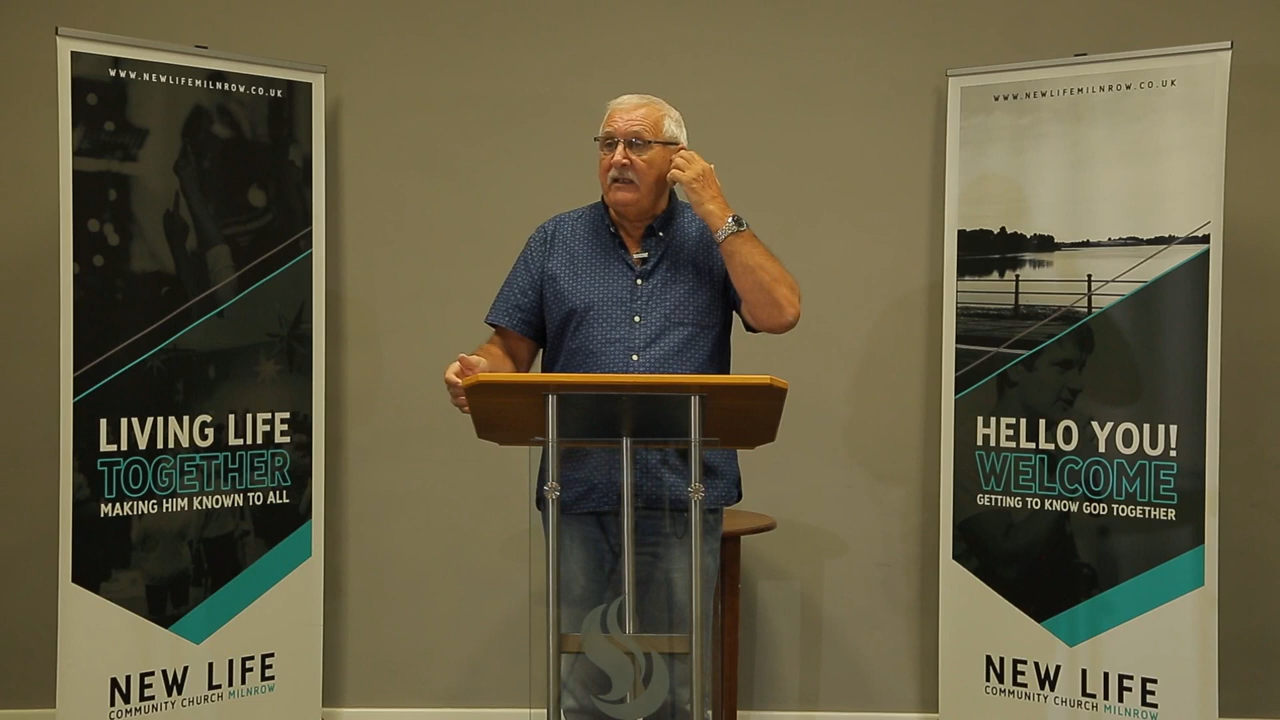 WWW.NEWLIFEMILNROW.CO.UK
LIVING LIFE
TOGETHER
MAKING HIM KNOWN TO ALL
NEW LIFE
COMMUNITY CHURCH MILNROW
WWW.NEWLIFEMILNROW.CO.UK
HELLO YOU!
WELCOME
GETTING TO KNOW GOD TOGETHER
NEW LIFE
COMMUNITY CHURCH MILNROW